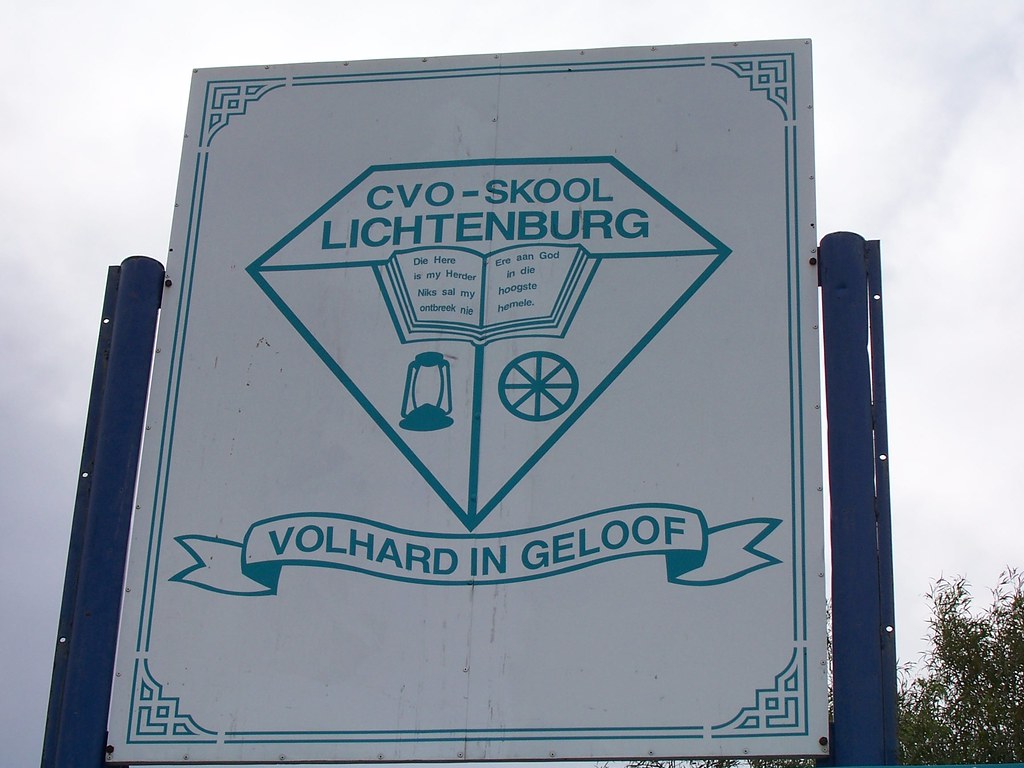 CVO-SKOOL
LICHTENBURG
Die Here
is my Herder
Niks sal my
ontbreek nie
Ere aan God
in die
hoogste
hemele.
VOLHARD IN GELOOF